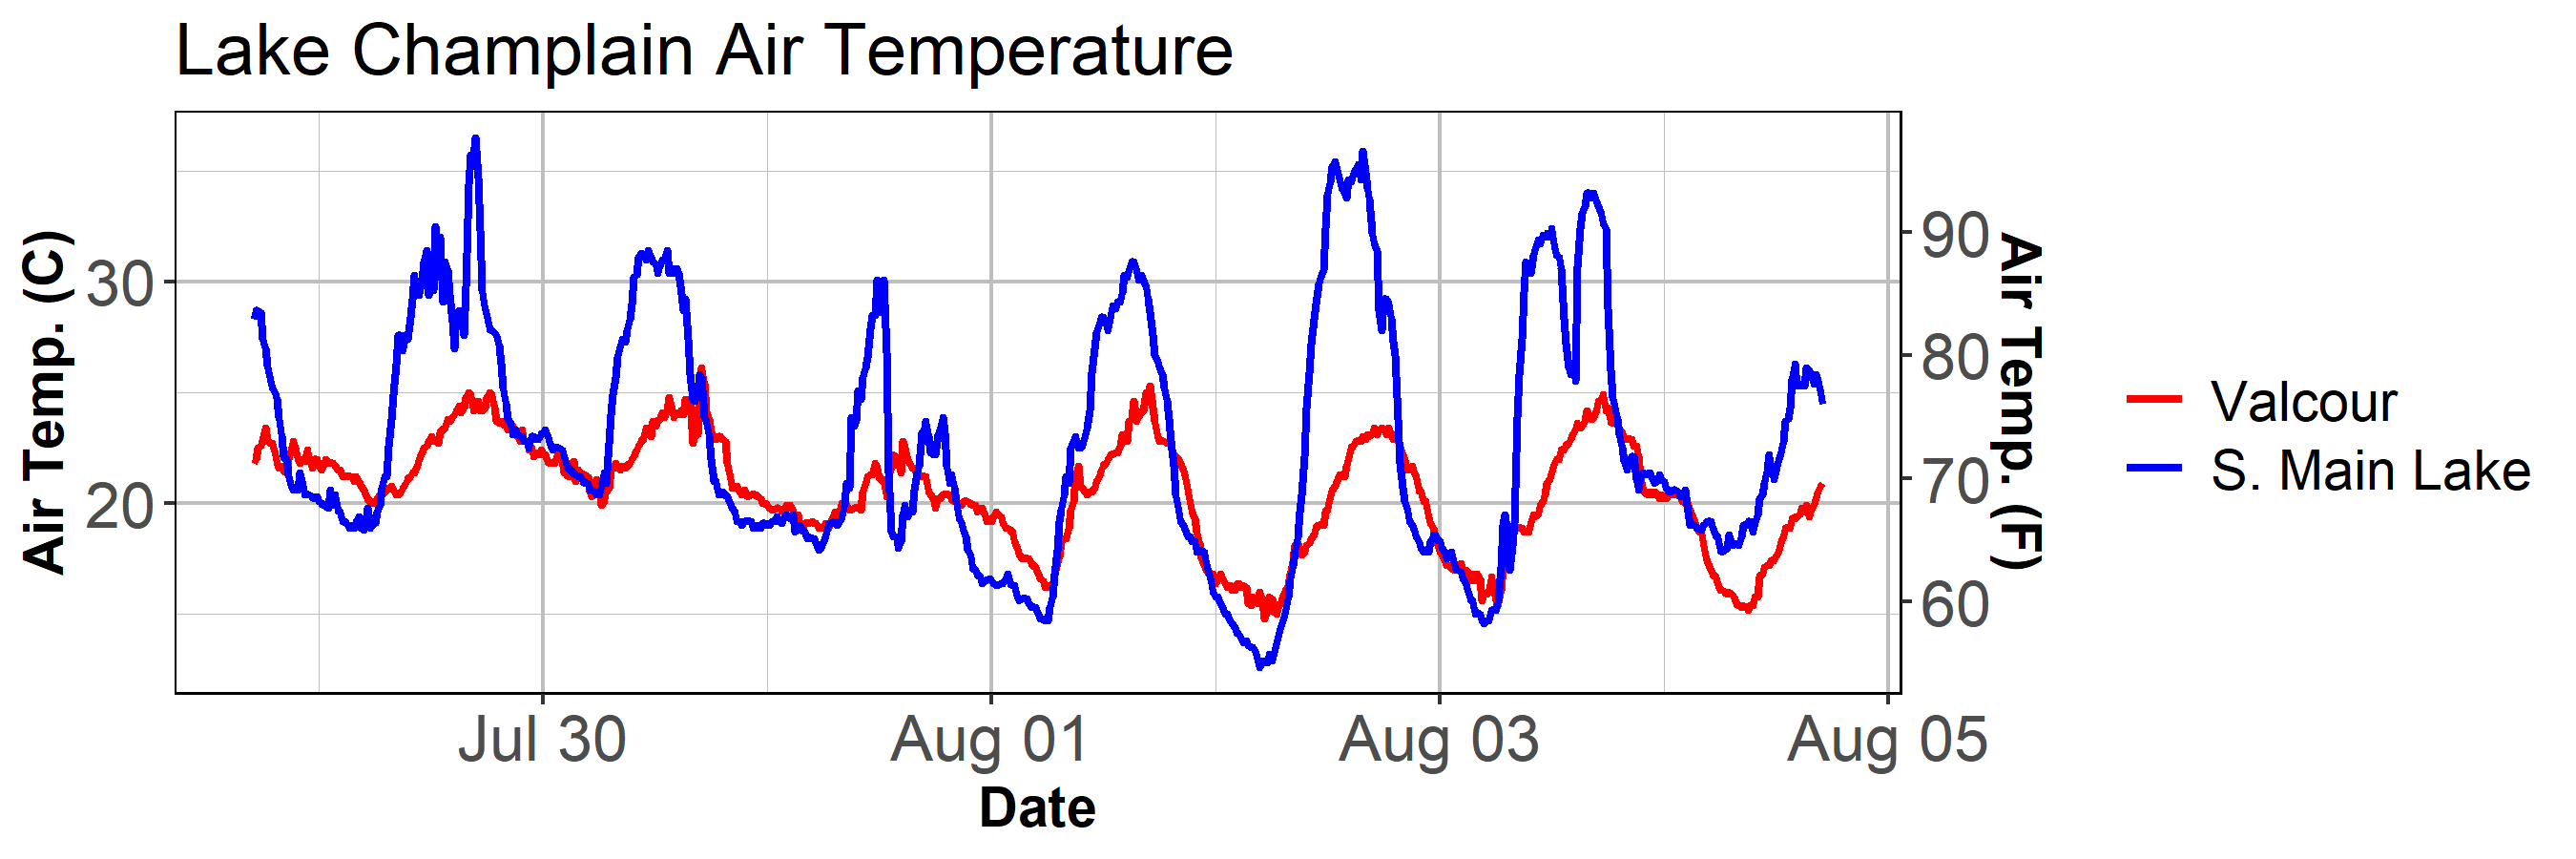 Lake Champlain Air Temperature
Air Temp. (C)
30
20
90
80
70
60
Air Temp. (F)
Jul 30
Aug 01
Aug 03
Aug 05
Date
Valcour
S. Main Lake